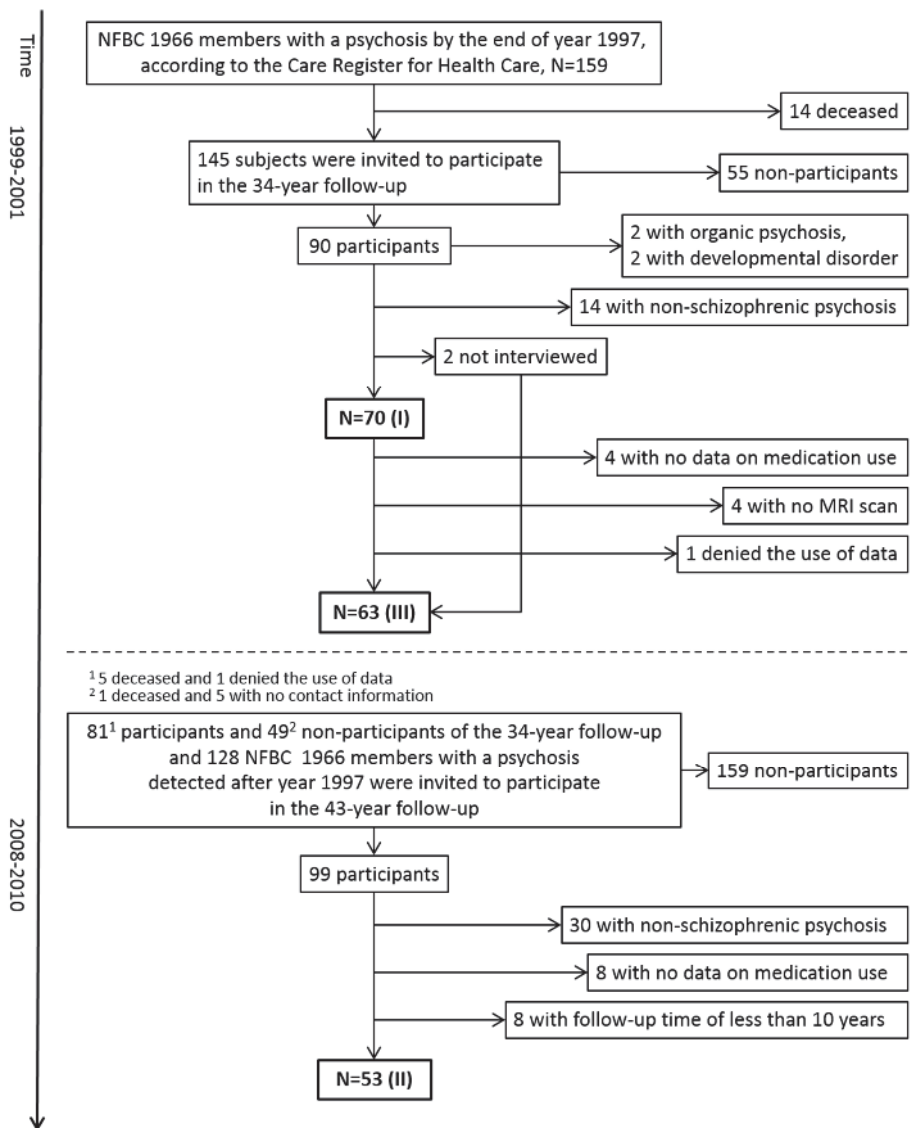 Time
1999-2001
2008-2010
NFBC 1966 members with a psychosis by the end of year 1997,
according to the Care Register for Health Care, N=159
14 deceased
145 subjects were invited to participate
in the 34-year follow-up
55 non-participants
90 participants
2 with organic psychosis,
2 with developmental disorder
14 with non-schizophrenic psychosis
2 not interviewed
N=70 (I)
4 with no data on medication use
4 with no MRI scan
1 denied the use of data
N=63 (III)
¹ 5 deceased and 1 denied the use of data
² 1 deceased and 5 with no contact information
81¹ participants and 49² non-participants of the 34-year follow-up
and 128 NFBC 1966 members with a psychosis
detected after year 1997 were invited to participate
in the 43-year follow-up
159 non-participants
99 participants
30 with non-schizophrenic psychosis
8 with no data on medication use
8 with follow-up time of less than 10 years
N=53 (II)